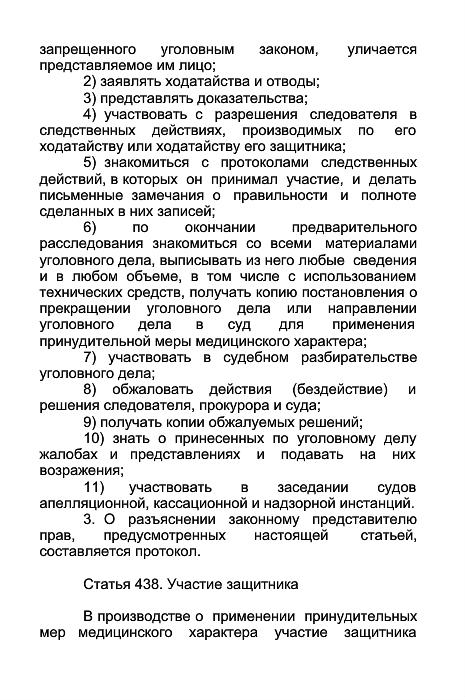 запрещенного уголовным законом, уличается
представляемое им лицо;
2) заявлять ходатайства и отводы;
3) представлять доказательства;
4) участвовать с разрешения следователя в
следственных действиях, производимых по его
ходатайству или ходатайству его защитника;
5) знакомиться с протоколами следственных
действий, в которых он принимал участие, и делать
письменные замечания о правильности и полноте
сделанных в них записей;
6) по окончании предварительного
расследования знакомиться со всеми материалами
уголовного дела, выписывать из него любые сведения
и в любом объеме, в том числе с использованием
технических средств, получать копию постановления о
прекращении уголовного дела или направлении
уголовного дела в суд для применения
принудительной меры медицинского характера;
7) участвовать в судебном разбирательстве
уголовного дела;
8) обжаловать действия (бездействие) и
решения следователя, прокурора и суда;
9) получать копии обжалуемых решений;
10) знать о принесенных по уголовному делу
жалобах и представлениях и подавать на них
возражения;
11) участвовать в заседании судов
апелляционной, кассационной и надзорной инстанций.
3. О разъяснении законному представителю
прав, предусмотренных настоящей статьей,
составляется протокол.
Статья 438. Участие защитника
В производстве о применении принудительных
мер медицинского характера участие защитника